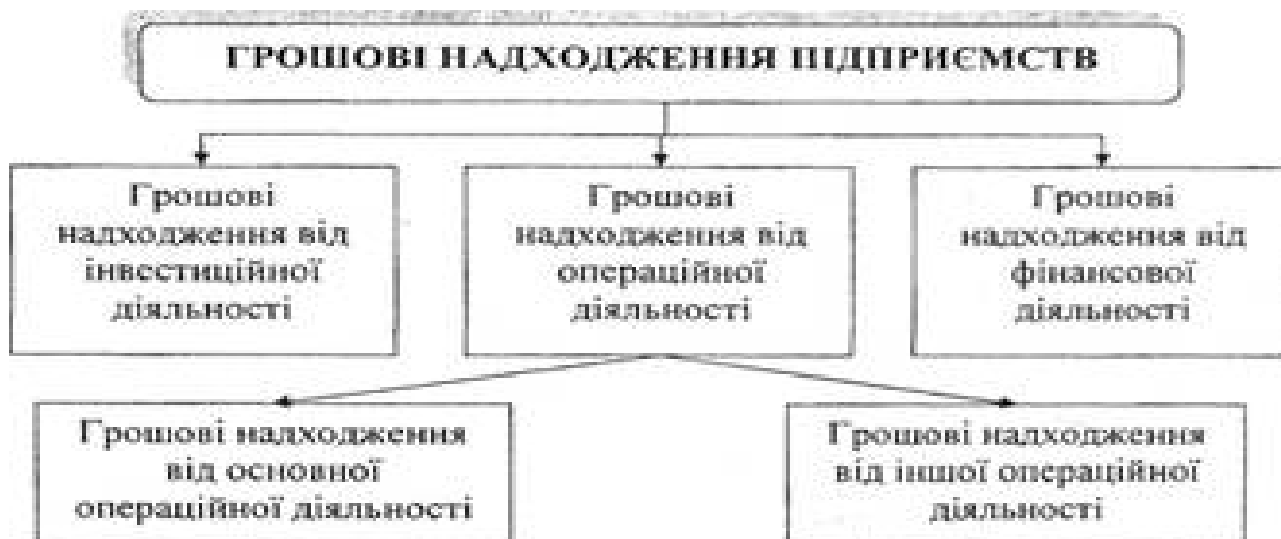 ГРОШОВІ НАДХОДЖЕННЯ ПІДПРИЄМСТВ
Грошові
надходження від
інвестиційної
діяльності
Грошові
надходження від
операційної
діяльності
Грошові
надходження від
фінансової
діяльності
Грошові надходження
від основної
операційної діяльності
Грошові надходження
від іншої операційної
діяльності